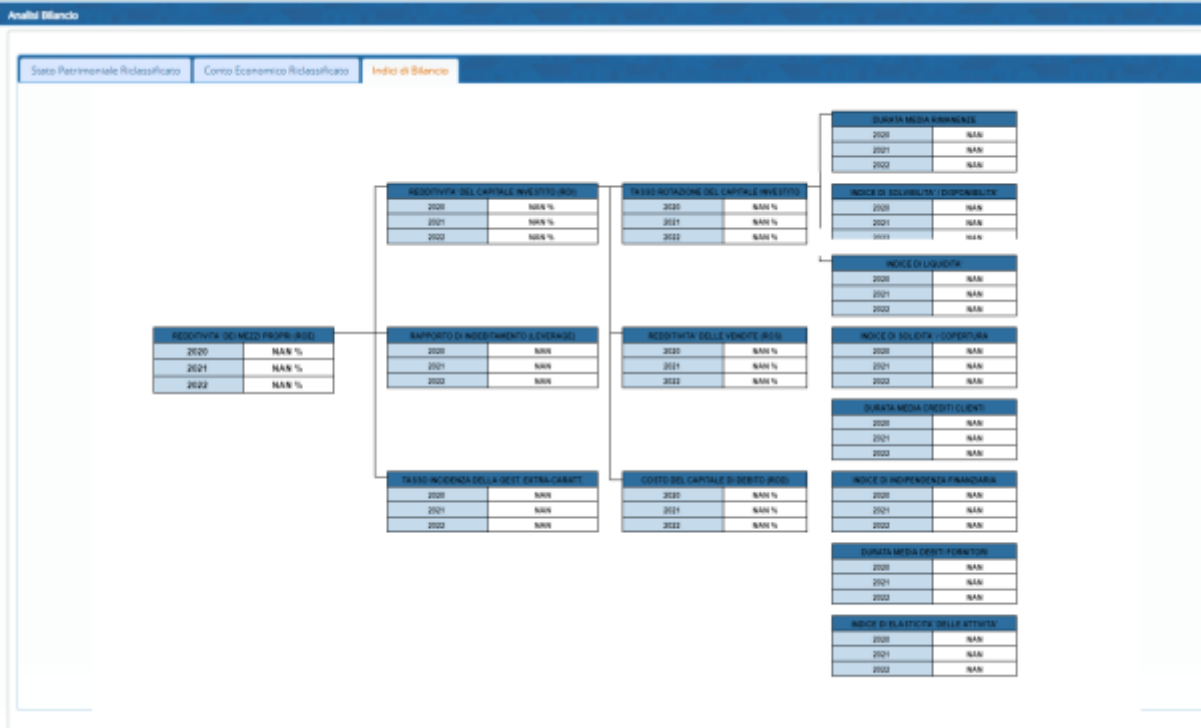 Analisi Bilancio
Stato Patrimoniale Riclassificato
Conto Economico Riclassificato
Indici di Bilancio
REDDITIVITA' DEI MEZZI PROPRI (ROE)
2020 NAN %
2021 NAN %
2022 NAN %
REDDITIVITA' DEL CAPITALE INVESTITO (ROI)
2020 NAN %
2021 NAN %
2022 NAN %
RAPPORTO DI INDEBITAMENTO (LEVERAGE)
2020 NAN
2021 NAN
2022 NAN
TASSO INCIDENZA DELLA GEST. EXTRA-CARATT.
2020 NAN
2021 NAN
2022 NAN
TASSO ROTAZIONE DEL CAPITALE INVESTITO
2020 NAN %
2021 NAN %
2022 NAN %
REDDITIVITA' DELLE VENDITE (ROS)
2020 NAN %
2021 NAN %
2022 NAN %
COSTO DEL CAPITALE DI DEBITO (ROD)
2020 NAN %
2021 NAN %
2022 NAN %
DURATA MEDIA RIMANENZE
2020 NAN
2021 NAN
2022 NAN
INDICE DI SOLVIBILITA' / DISPONIBILITA'
2020 NAN
2021 NAN
2022 NAN
INDICE DI LIQUIDITA'
2020 NAN
2021 NAN
2022 NAN
INDICE DI SOLIDITA' / COPERTURA
2020 NAN
2021 NAN
2022 NAN
DURATA MEDIA CREDITI CLIENTI
2020 NAN
2021 NAN
2022 NAN
INDICE DI INDIPENDENZA FINANZIARIA
2020 NAN
2021 NAN
2022 NAN
DURATA MEDIA DEBITI FORNITORI
2020 NAN
2021 NAN
2022 NAN
INDICE DI ELASTICITA' DELLE ATTIVITA'
2020 NAN
2021 NAN
2022 NAN